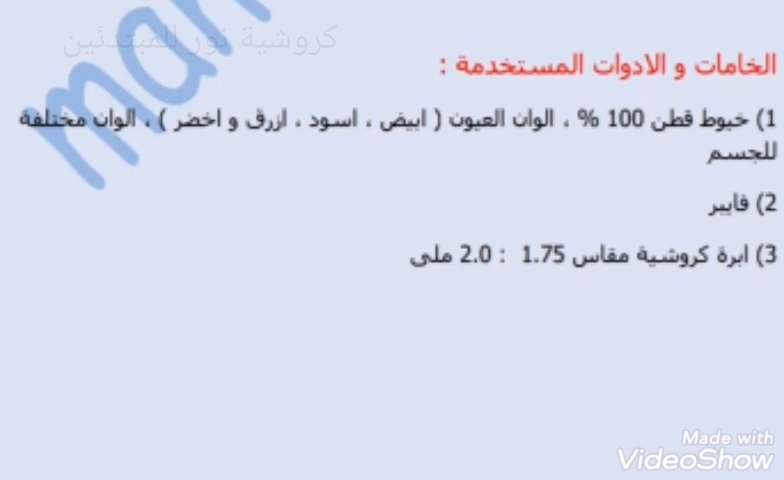 كروشية نور للمبتدئين
man
الخامات و الادوات المستخدمة :
1) خيوط قطن 100 % ، الوان العيون ( ابيض ، اسود ، ازرق و اخضر ) ، الوان مختلفة
للجسم
2) فايبر
3) ابرة كروشية مقاس 1.75 : 2.0 ملى
Made with
VideoShow